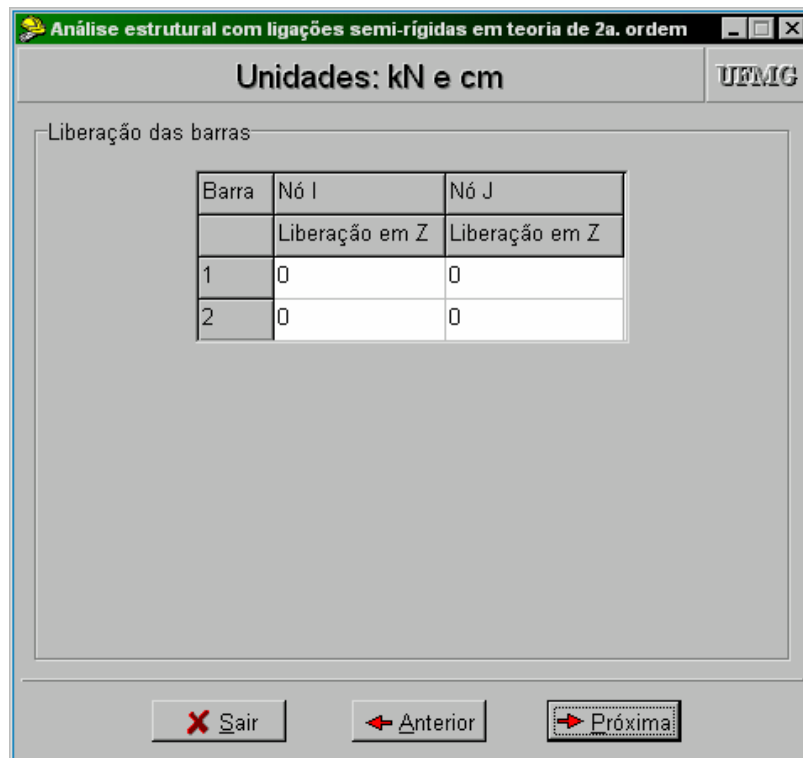 Análise estrutural com ligações semi-rígidas em teoria de 2a. ordem
Unidades: kN e cm UFMG
Liberação das barras
Barra Nó I Nó J
Liberação em Z Liberação em Z
1 0 0
2 0 0
Sair Anterior Próxima